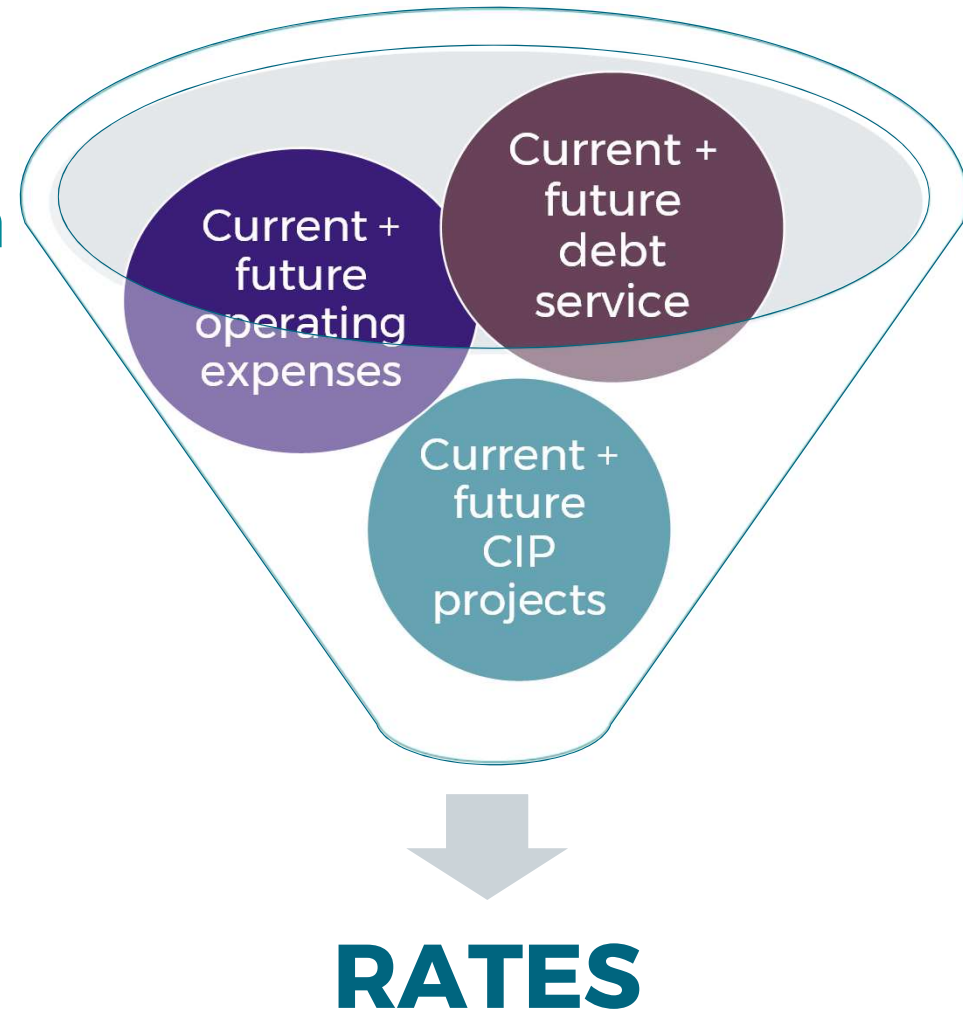 Current +
future
operating
expenses
Current +
future
debt
service
Current +
future
CIP
projects
RATES